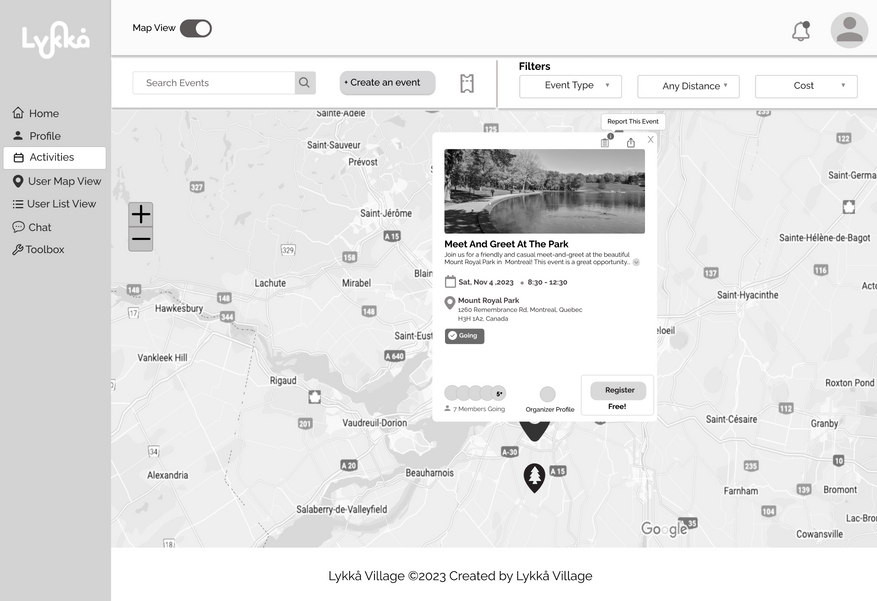 Lykkå
Map View
Search Events
+ Create an event
Filters
Event Type
Any Distance
Cost
Home
Profile
Activities
User Map View
User List View
Chat
Toolbox
Report This Event
X
Meet And Greet At The Park
Join us for a friendly and casual meet-and-greet at the beautiful
Mount Royal Park in Montreal! This event is a great opportunity...
Sat, Nov 4 ,2023 • 8:30 - 12:30
Mount Royal Park
1260 Remembrance Rd, Montreal, Quebec
H3H 1A2, Canada
Going
5+
7 Members Going
Organizer Profile
Register
Free!
Sainte-Adèle
125
Saint-Sauveur
Prévost
327
Saint-Jérôme
A 15
329
158
Lachute
Mirabel
Blain
148
148
17
Hawkesbury
344
148
Saint-Eust
Vankleek Hill
A 640
Rigaud
201
Vaudreuil-Dorion
34
A 20
Alexandria
Beauharnois
A-30
A 15
Salaberry-de-Valleyfield
18
122
Saint-Germa
Sainte-Hélène-de-Bagot
137
116
Acto
Saint-Hyacinthe
eloeil
Roxton Pond
112
Saint-Césaire
Granby
10
235
139
Farnham
Bromont
104
Lac-Bro
Cowansville
35
Google
Lykkå Village ©2023 Created by Lykkå Village